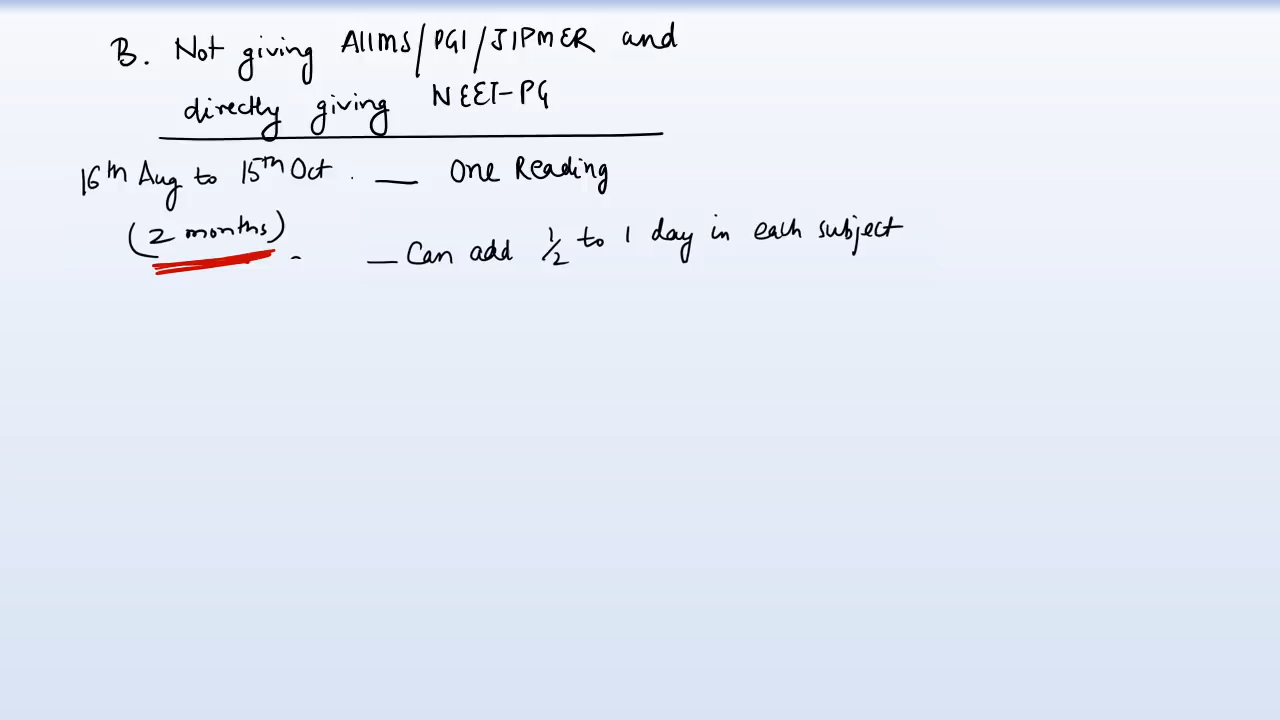 B. Not giving AIIMS/PGI/JIPMER and
directly giving NEET-PG
16th Aug to 15th Oct. — One Reading
(2 months). — Can add 1/2 to 1 day in each subject